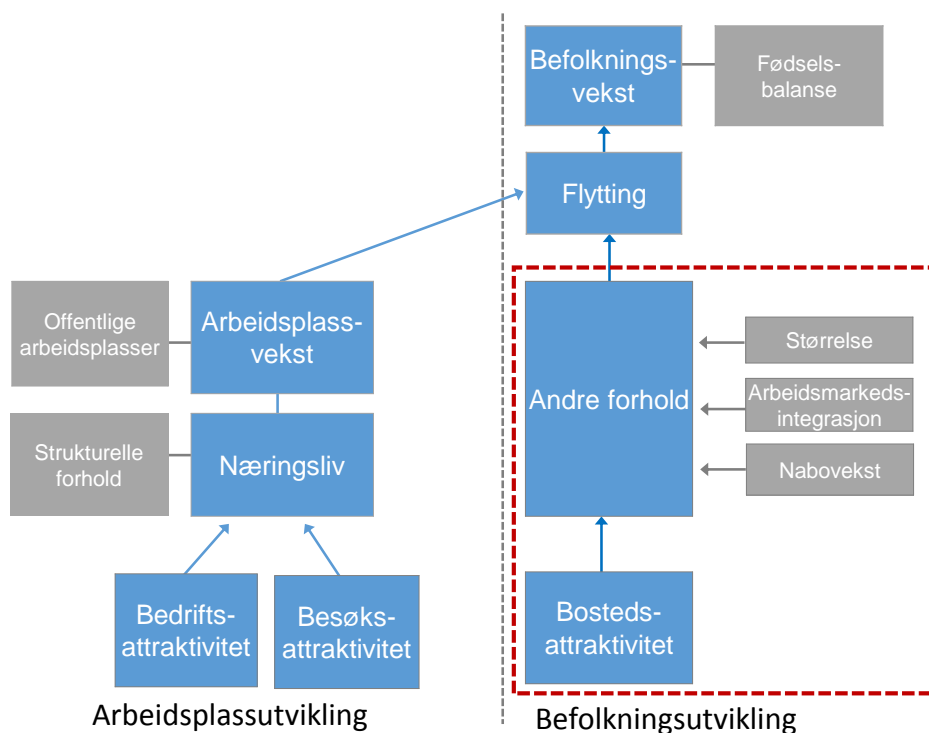 Befolknings-
vekst
Fødsels-
balanse
Flytting
Offentlige
arbeidsplasser
Arbeidsplass-
vekst
Andre forhold
Størrelse
Arbeidsmarkeds-
integrasjon
Nabovekst
Strukturelle
forhold
Næringsliv
Bedrifts-
attraktivitet
Besøks-
attraktivitet
Bosteds-
attraktivitet
Arbeidsplassutvikling
Befolkningsutvikling